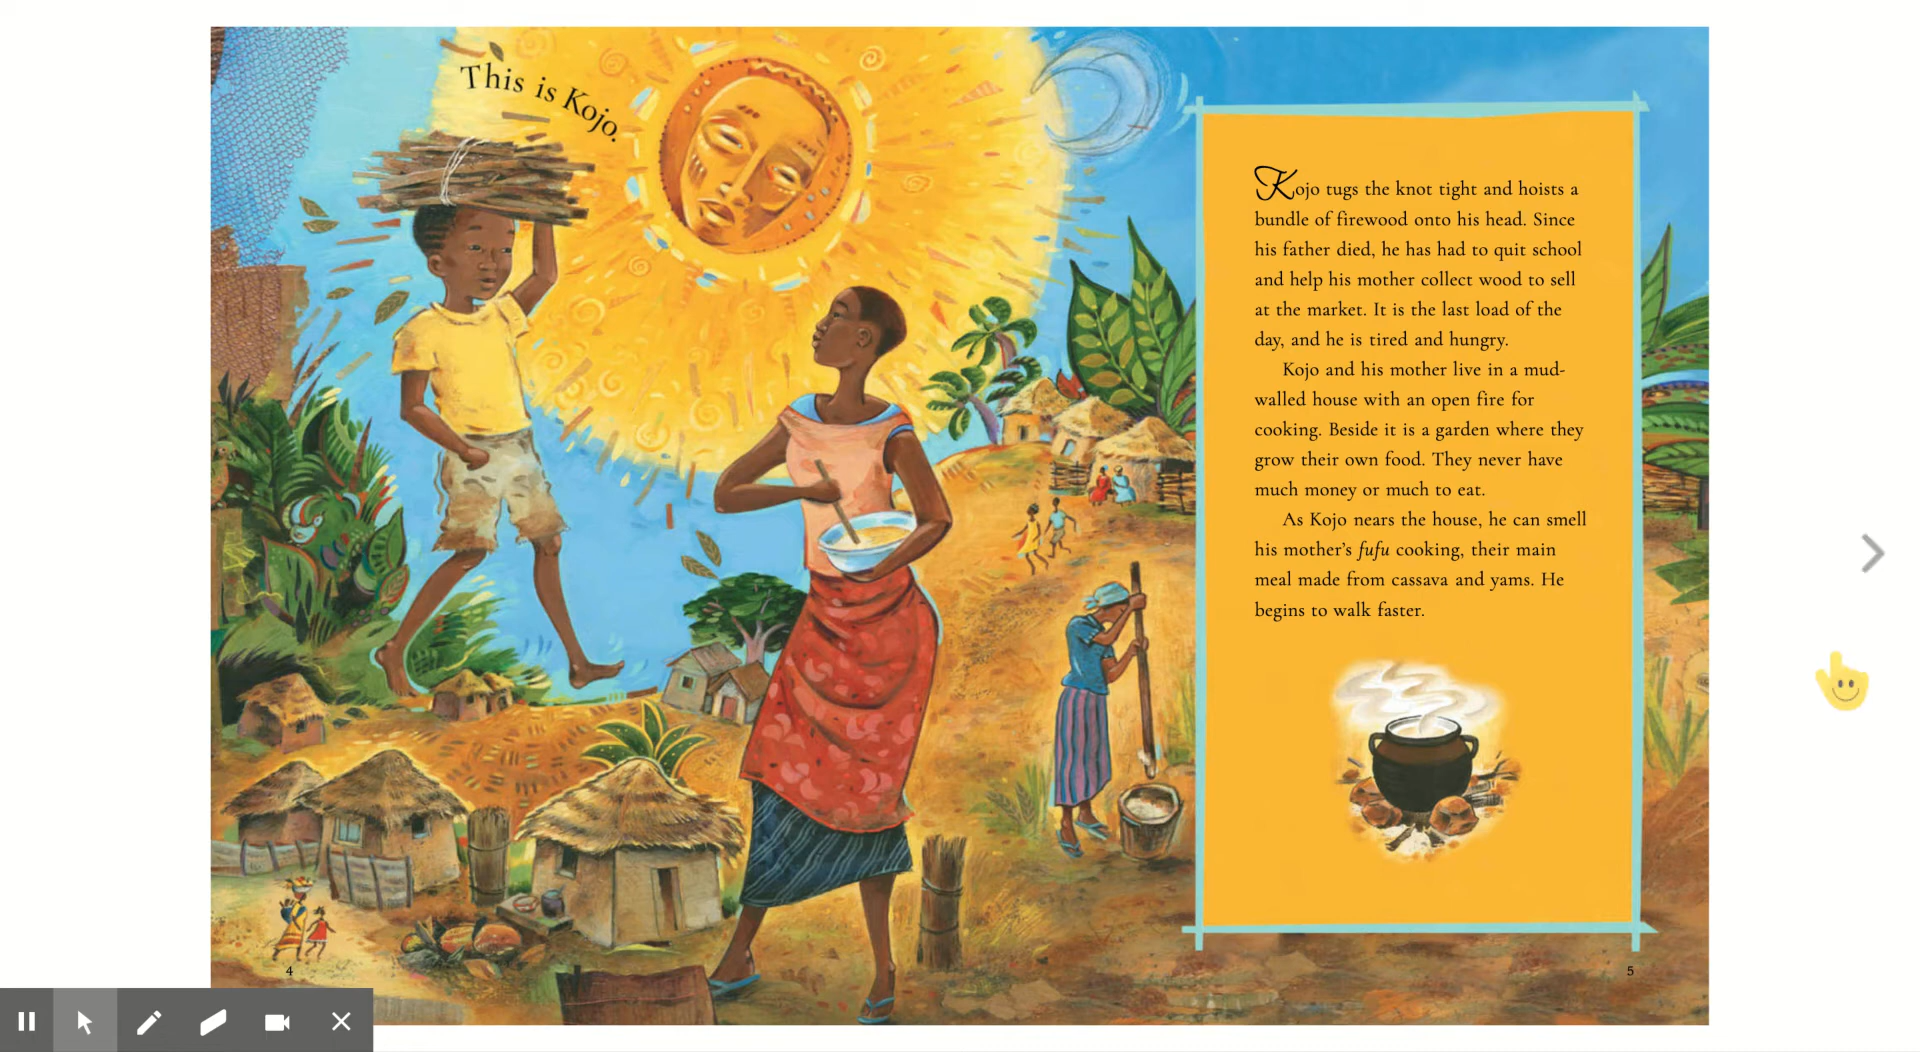 This is Kojo.
Kojo tugs the knot tight and hoists a
bundle of firewood onto his head. Since
his father died, he has had to quit school
and help his mother collect wood to sell
at the market. It is the last load of the
day, and he is tired and hungry.
Kojo and his mother live in a mud-
walled house with an open fire for
cooking. Beside it is a garden where they
grow their own food. They never have
much money or much to eat.
As Kojo nears the house, he can smell
his mother’s fufu cooking, their main
meal made from cassava and yams. He
begins to walk faster.
4
5